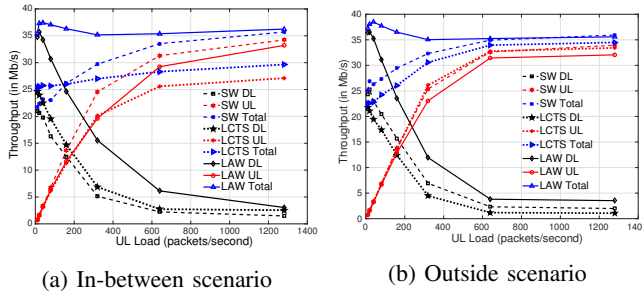 40
35
30
25
20
15
10
5
0
Throughput (in Mb/s)
0 200 400 600 800 1000 1200 1400
UL Load (packets/second)
SW DL
SW UL
SW Total
LCTS DL
LCTS UL
LCTS Total
LAW DL
LAW UL
LAW Total
(a) In-between scenario
40
35
30
25
20
15
10
5
0
Throughput (in Mb/s)
0 200 400 600 800 1000 1200 1400
UL Load (packets/second)
SW DL
SW UL
SW Total
LCTS DL
LCTS UL
LCTS Total
LAW DL
LAW UL
LAW Total
(b) Outside scenario